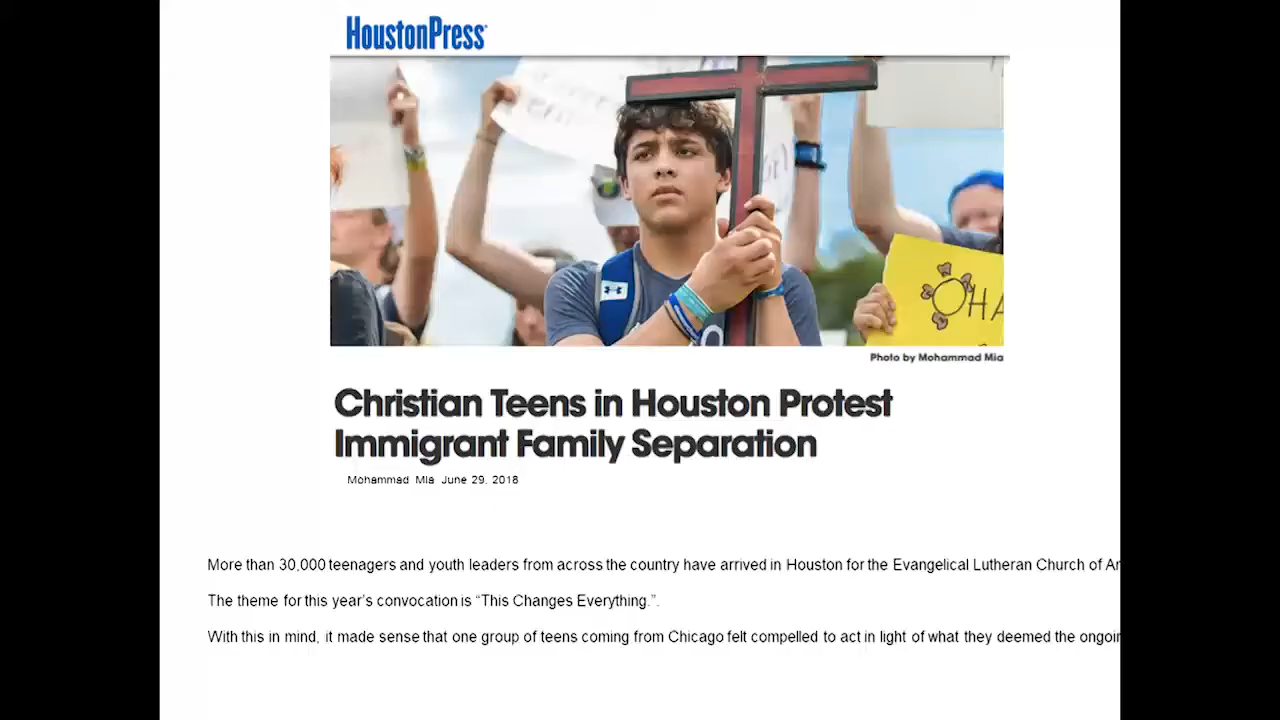 HoustonPress
OHA
Photo by Mohammad Mia
Christian Teens in Houston Protest
Immigrant Family Separation
Mohammad Mia June 29, 2018
More than 30,000 teenagers and youth leaders from across the country have arrived in Houston for the Evangelical Lutheran Church of
The theme for this year's convocation is “This Changes Everything.”.
With this in mind, it made sense that one group of teens coming from Chicago felt compelled to act in light of what they deemed the